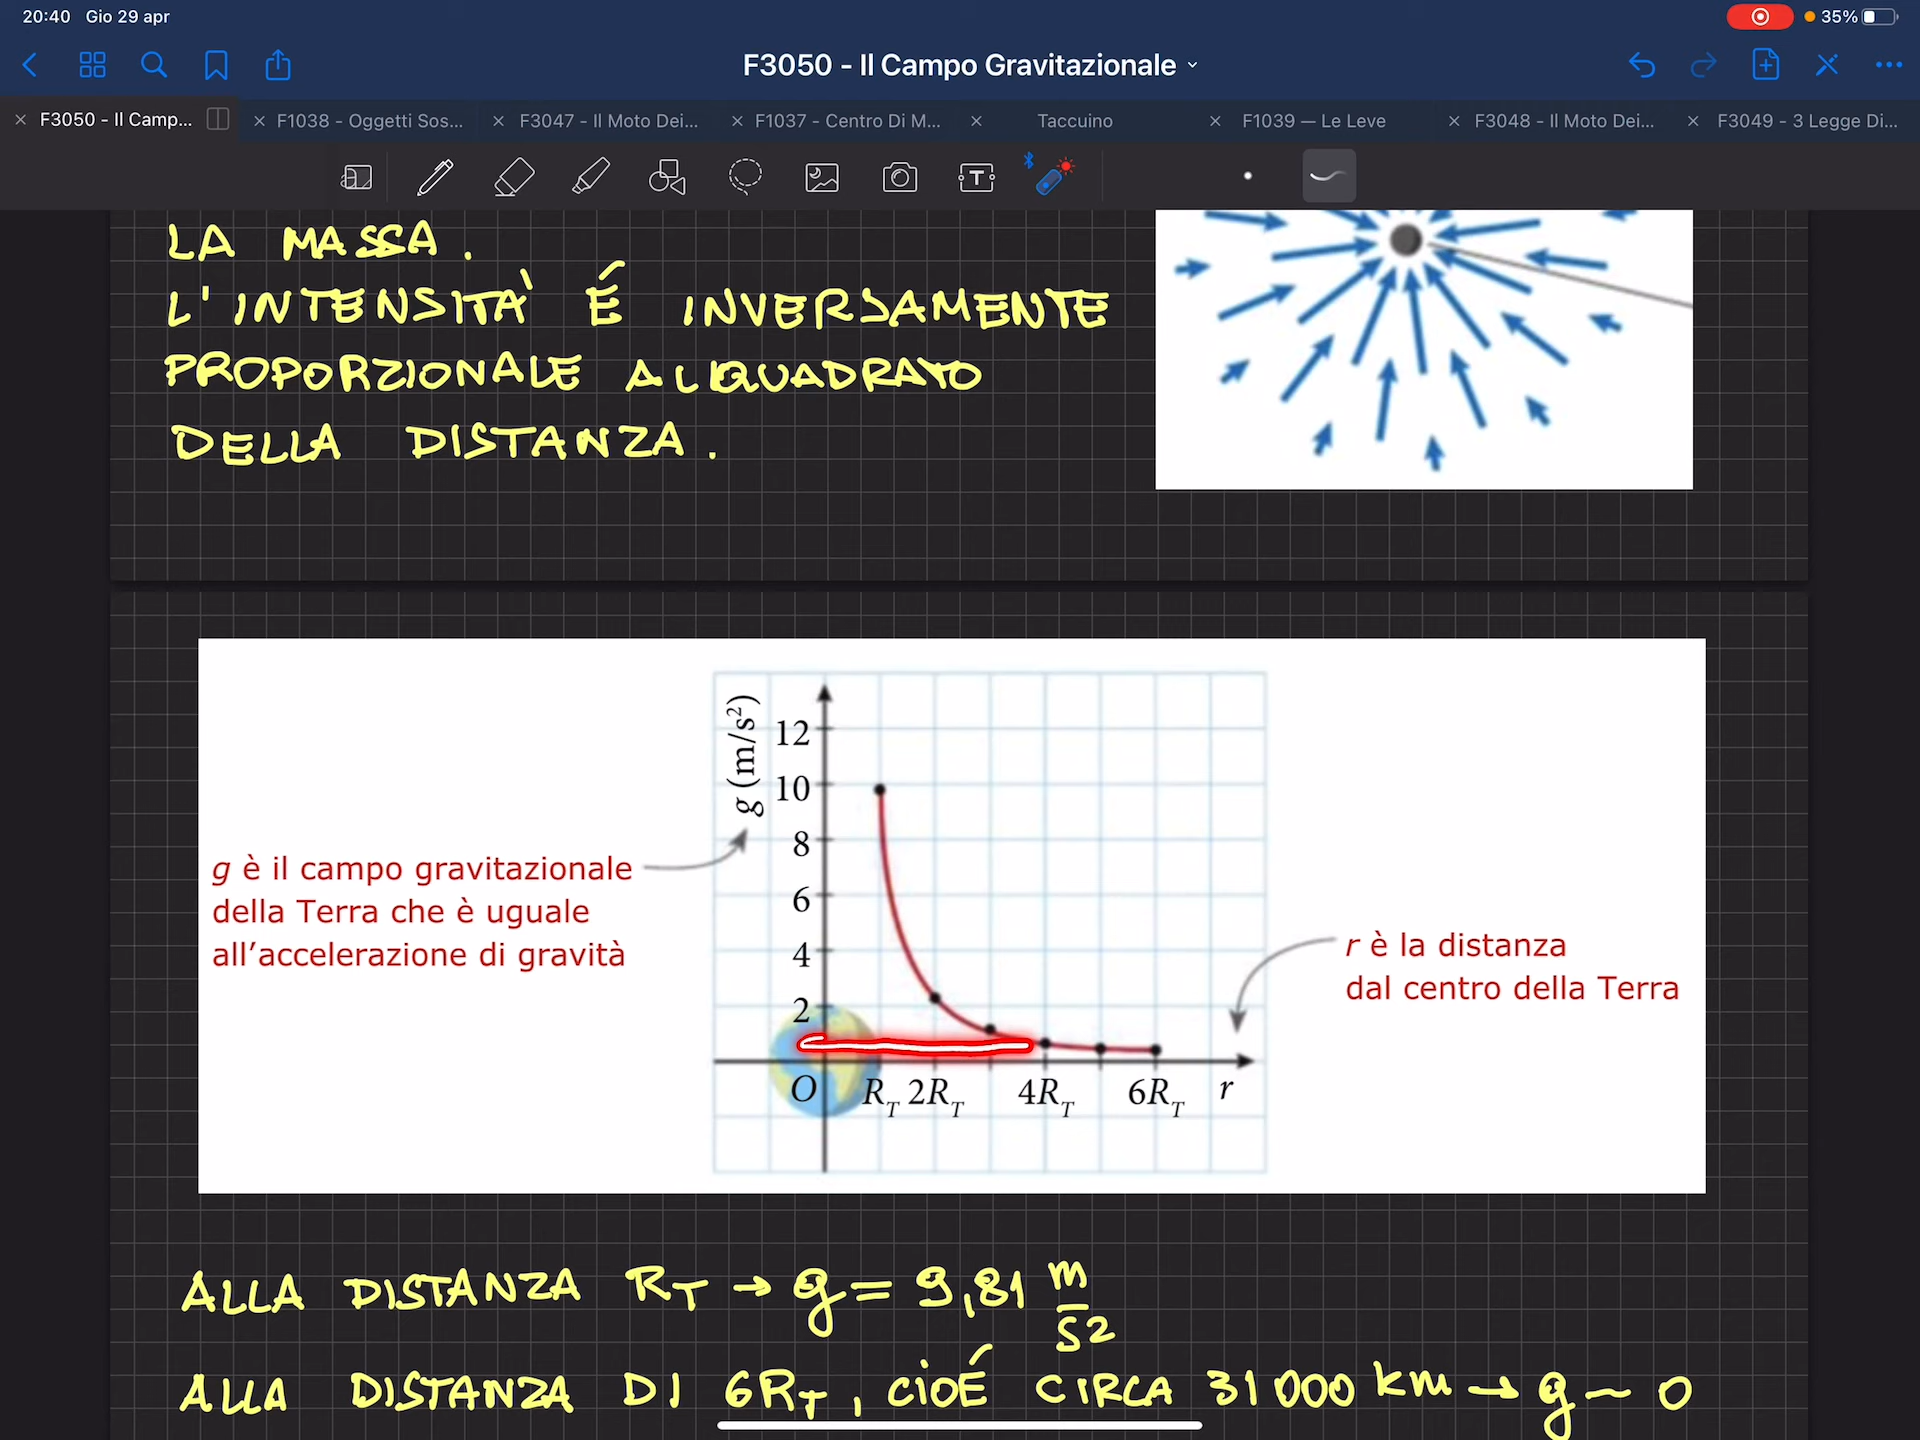 20:40 Gio 29 apr
35%
F3050 - Il Campo Gravitazionale
F3050 - Il Camp...
F1038 - Oggetti Sos...
F3047 - Il Moto Dei...
F1037 - Centro Di M...
Taccuino
F1039 — Le Leve
F3048 - Il Moto Dei...
F3049 - 3 Legge Di...
LA MASSA.
L'INTENSITÀ É INVERSAMENTE
PROPORZIONALE AL QUADRATO
DELLA DISTANZA.
g (m/s²)
12
10
8
6
4
2
O R_T 2R_T 4R_T 6R_T r
g è il campo gravitazionale
della Terra che è uguale
all'accelerazione di gravità
r è la distanza
dal centro della Terra
ALLA DISTANZA R_T → g = 9,81 m/s2
ALLA DISTANZA DI 6R_T, CIOÉ CIRCA 31000 km → g ~ 0